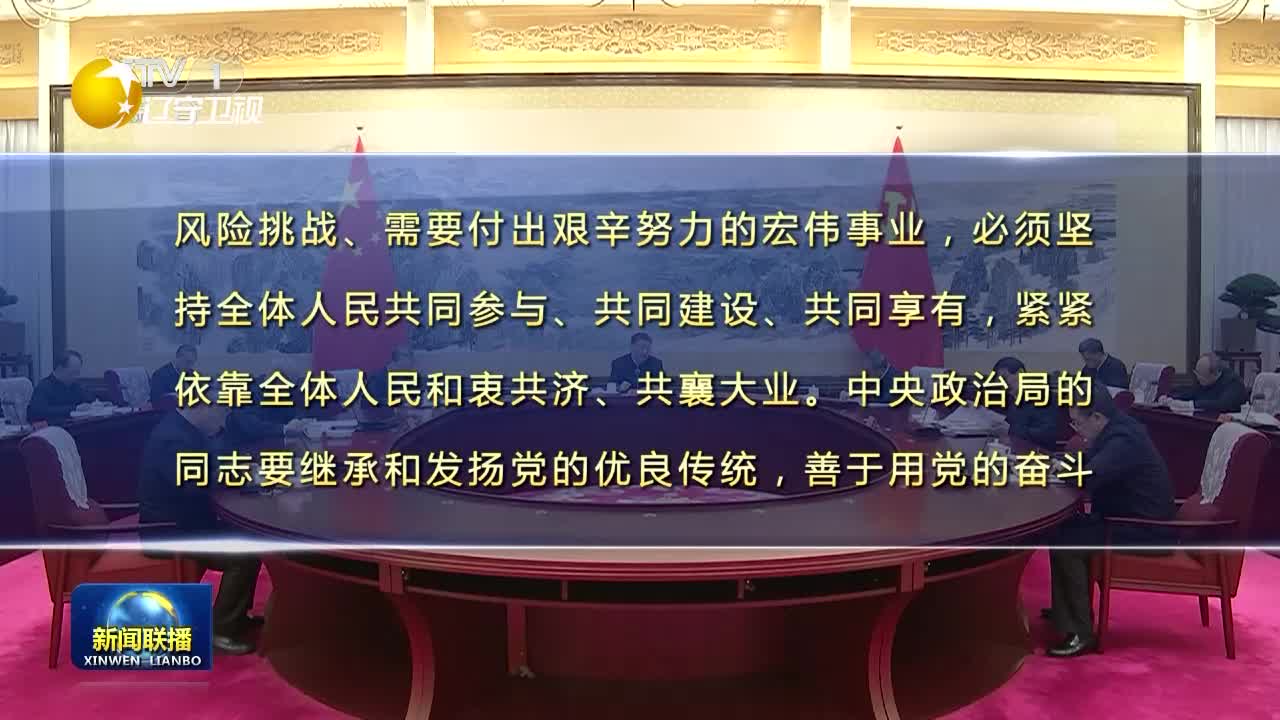 TV 1
辽宁卫视
风险挑战、需要付出艰辛努力的宏伟事业，必须坚
持全体人民共同参与、共同建设、共同享有，紧紧
依靠全体人民和衷共济、共襄大业。中央政治局的
同志要继承和发扬党的优良传统，善于用党的奋斗
新闻联播
XINWEN LIANBO